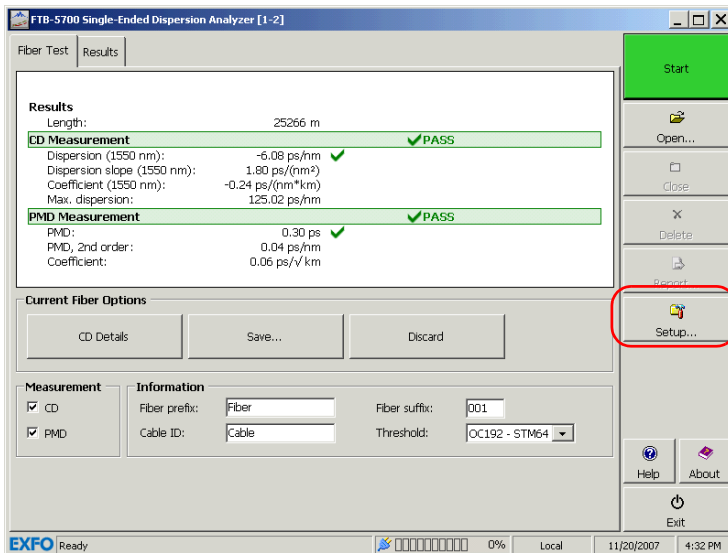 FTB-5700 Single-Ended Dispersion Analyzer [1-2]
Fiber Test
Results
Results
Length: 25266 m
CD Measurement PASS
Dispersion (1550 nm): -6.08 ps/nm
Dispersion slope (1550 nm): 1.80 ps/(nm²)
Coefficient (1550 nm): -0.24 ps/(nm*km)
Max. dispersion: 125.02 ps/nm
PMD Measurement PASS
PMD: 0.30 ps
PMD, 2nd order: 0.04 ps/nm
Coefficient: 0.06 ps/√km
Current Fiber Options
CD Details
Save...
Discard
Measurement
CD
PMD
Information
Fiber prefix: Fiber
Fiber suffix: 001
Cable ID: Cable
Threshold: OC192 - STM64
Start
Open...
Close
Delete
Report...
Setup...
Help
About
Exit
EXFO Ready
0%
Local
11/20/2007
4:32 PM